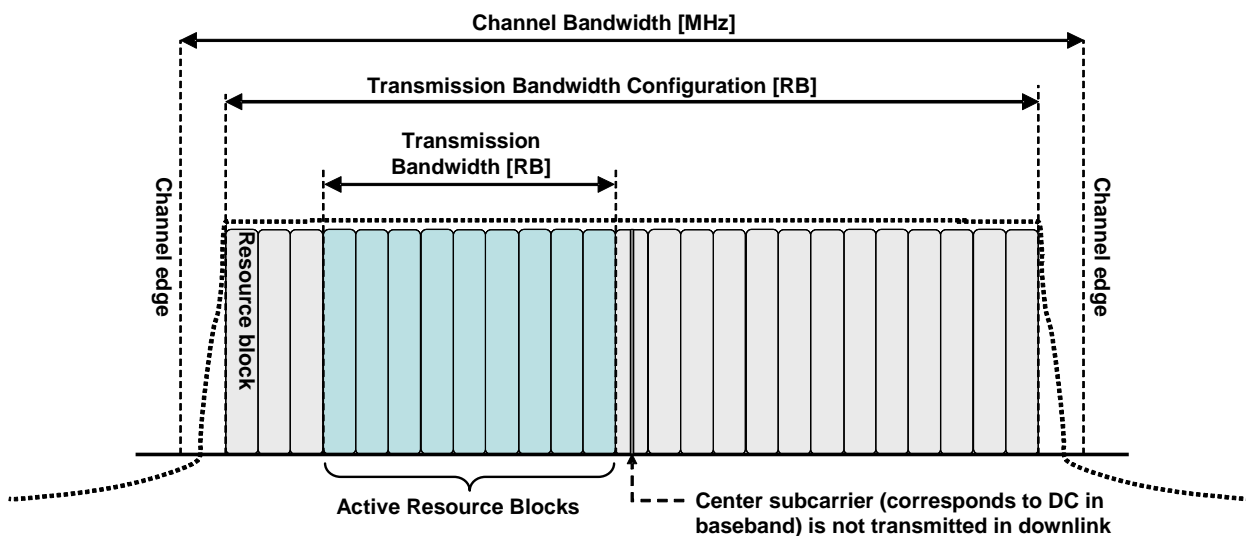 Channel Bandwidth [MHz]
Transmission Bandwidth Configuration [RB]
Transmission
Bandwidth [RB]
Channel edge
Channel edge
Resource block
Active Resource Blocks
Center subcarrier (corresponds to DC in
baseband) is not transmitted in downlink